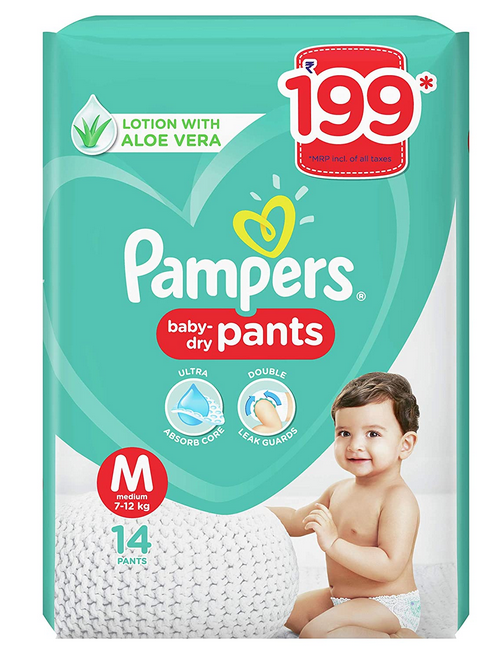 ₹
199*
*MRP incl. of all taxes
LOTION WITH
ALOE VERA
Pampers®
baby-
dry pants
ULTRA
ABSORB CORE
DOUBLE
LEAK GUARDS
M
medium
7-12 kg
14
PANTS